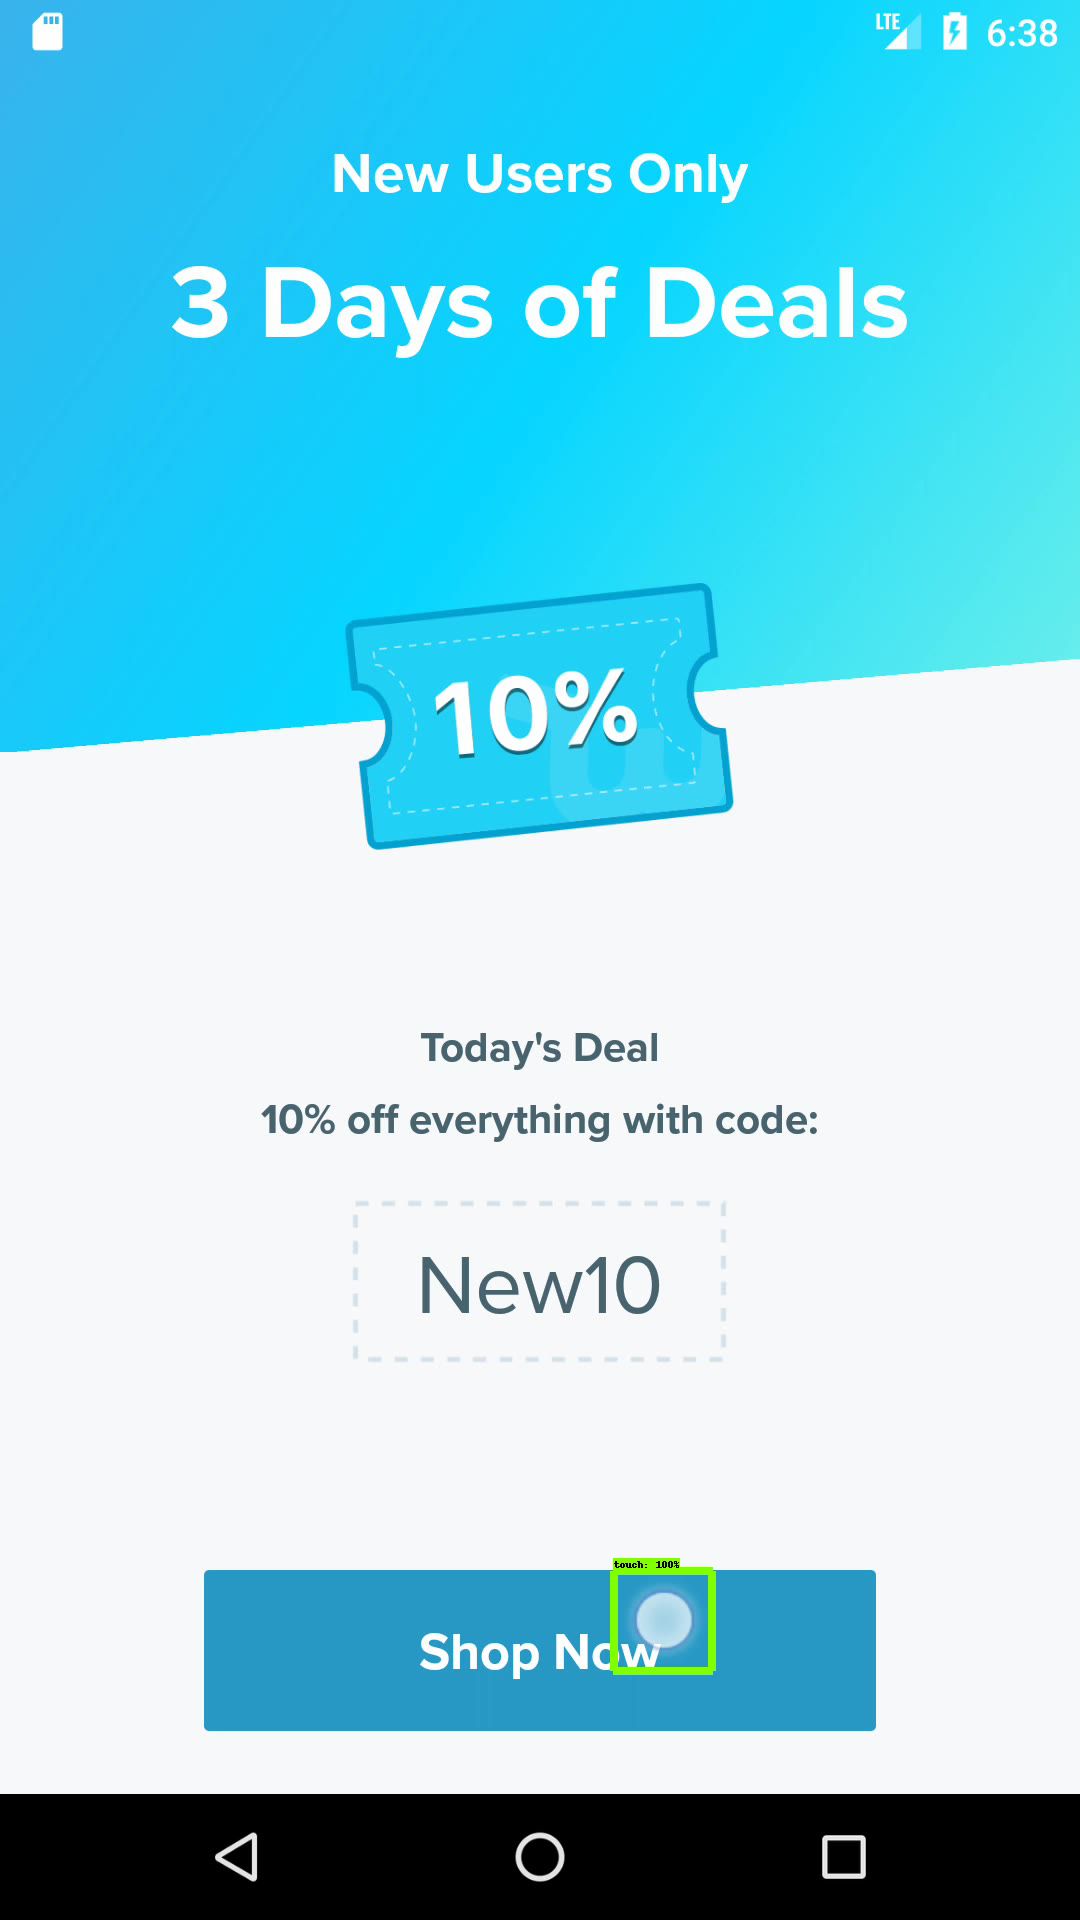 LTE 6:38
New Users Only
3 Days of Deals
10%
Today's Deal
10% off everything with code:
New10
touch: 100%
Shop Now